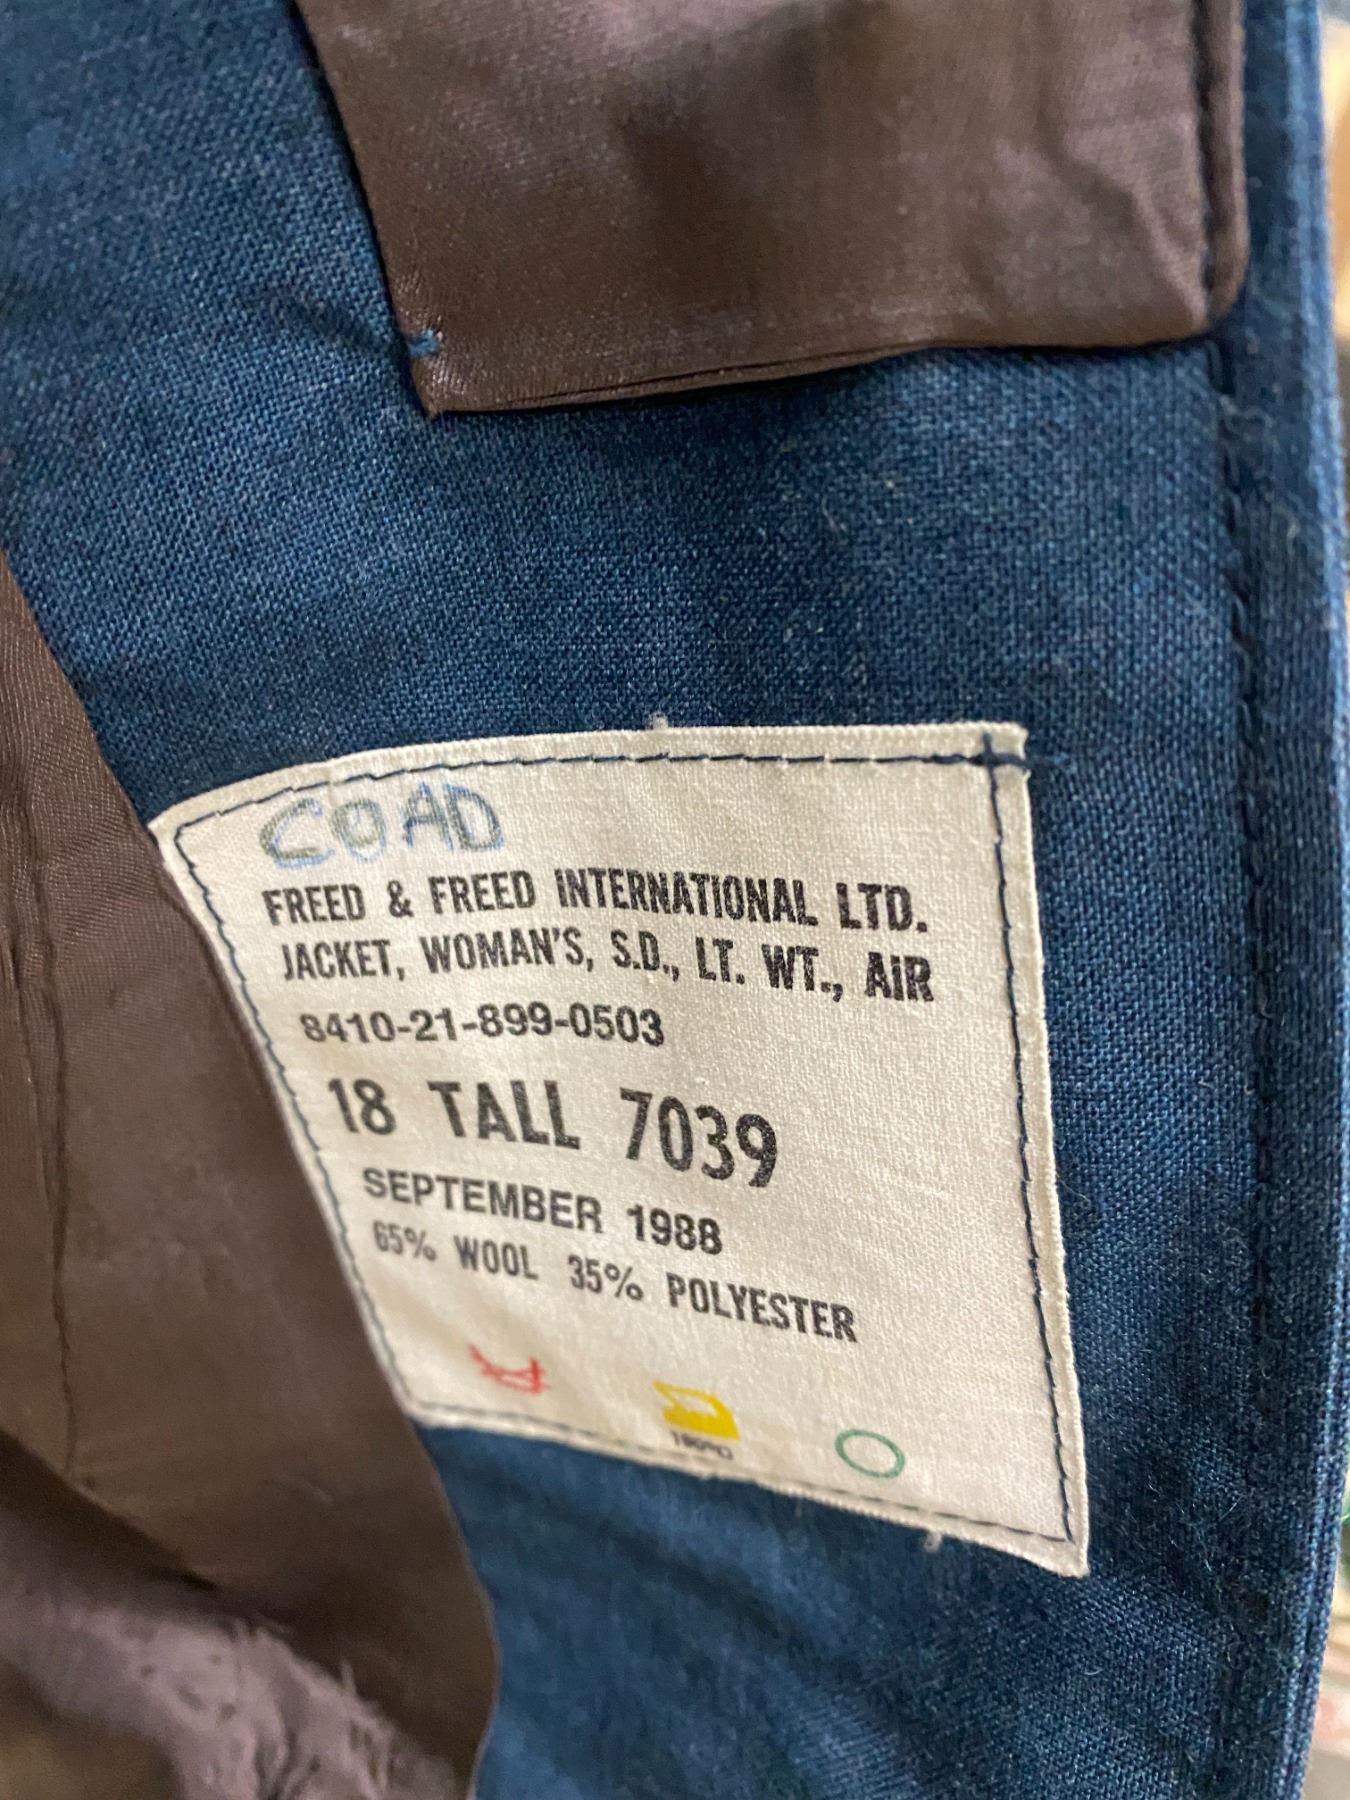 COAD
FREED & FREED INTERNATIONAL LTD.
JACKET, WOMAN'S, S.D., LT. WT., AIR
8410-21-899-0503
18 TALL 7039
SEPTEMBER 1988
65% WOOL 35% POLYESTER